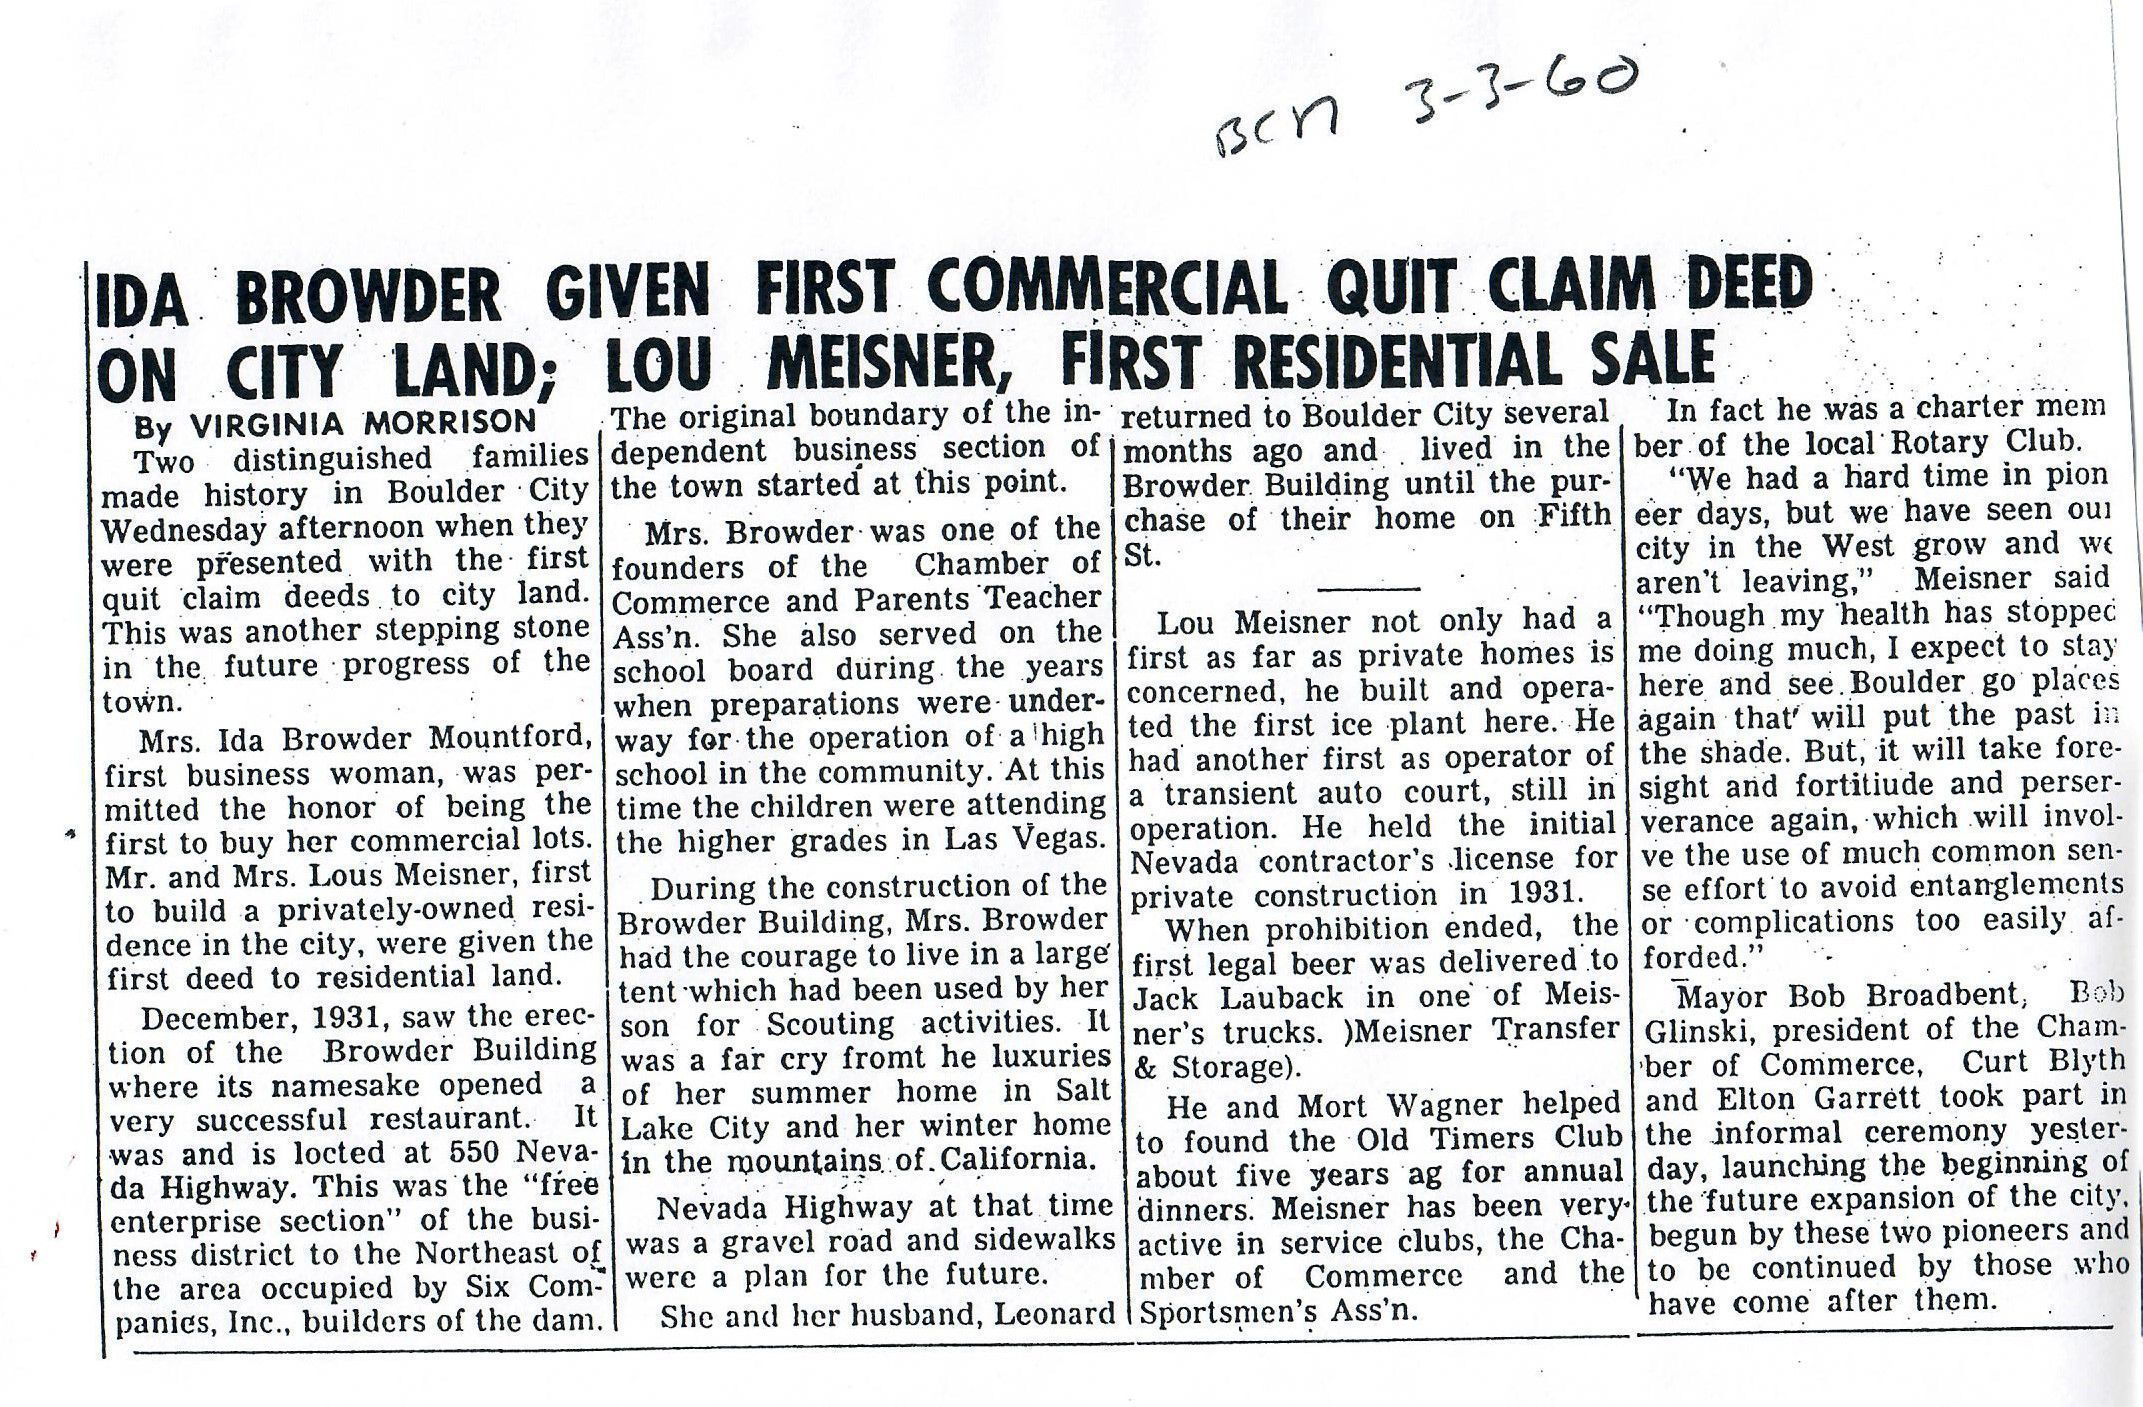 BCN 3-3-60
IDA BROWDER GIVEN FIRST COMMERCIAL QUIT CLAIM DEED
ON CITY LAND; LOU MEISNER, FIRST RESIDENTIAL SALE
By VIRGINIA MORRISON
Two distinguished families
made history in Boulder City
Wednesday afternoon when they
were presented with the first
quit claim deeds to city land.
This was another stepping stone
in the future progress of the
town.
Mrs. Ida Browder Mountford,
first business woman, was per-
mitted the honor of being the
first to buy her commercial lots.
Mr. and Mrs. Lous Meisner, first
to build a privately-owned resi-
dence in the city, were given the
first deed to residential land.
December, 1931, saw the erec-
tion of the Browder Building
where its namesake opened a
very successful restaurant. It
was and is locted at 550 Neva-
da Highway. This was the "free
enterprise section" of the busi-
ness district to the Northeast of
the area occupied by Six Com-
panies, Inc., builders of the dam.
The original boundary of the in-
dependent business section of
the town started at this point.
Mrs. Browder was one of the
founders of the Chamber of
Commerce and Parents Teacher
Ass'n. She also served on the
school board during the years
when preparations were under-
way for the operation of a high
school in the community. At this
time the children were attending
the higher grades in Las Vegas.
During the construction of the
Browder Building, Mrs. Browder
had the courage to live in a large
tent which had been used by her
son for Scouting activities. It
was a far cry fromt he luxuries
of her summer home in Salt
Lake City and her winter home
in the mountains of California.
Nevada Highway at that time
was a gravel road and sidewalks
were a plan for the future.
She and her husband, Leonard
returned to Boulder City several
months ago and lived in the
Browder Building until the pur-
chase of their home on Fifth
St.
Lou Meisner not only had a
first as far as private homes is
concerned, he built and opera-
ted the first ice plant here. He
had another first as operator of
a transient auto court, still in
operation. He held the initial
Nevada contractor's license for
private construction in 1931.
When prohibition ended, the
first legal beer was delivered to
Jack Lauback in one of Meis-
ner's trucks. )Meisner Transfer
& Storage).
He and Mort Wagner helped
to found the Old Timers Club
about five years ag for annual
dinners. Meisner has been very
active in service clubs, the Cha-
mber of Commerce and the
Sportsmen's Ass'n.
In fact he was a charter mem
ber of the local Rotary Club.
"We had a hard time in pion
eer days, but we have seen our
city in the West grow and we
aren't leaving," Meisner said
"Though my health has stopped
me doing much, I expect to stay
here and see Boulder go places
again that will put the past in
the shade. But, it will take fore-
sight and fortitiude and perser-
verance again, which will invol-
ve the use of much common sen-
se effort to avoid entanglements
or complications too easily af-
forded."
Mayor Bob Broadbent, Bob
Glinski, president of the Cham-
ber of Commerce, Curt Blyth
and Elton Garrett took part in
the informal ceremony yester-
day, launching the beginning of
the future expansion of the city,
begun by these two pioneers and
to be continued by those who
have come after them.